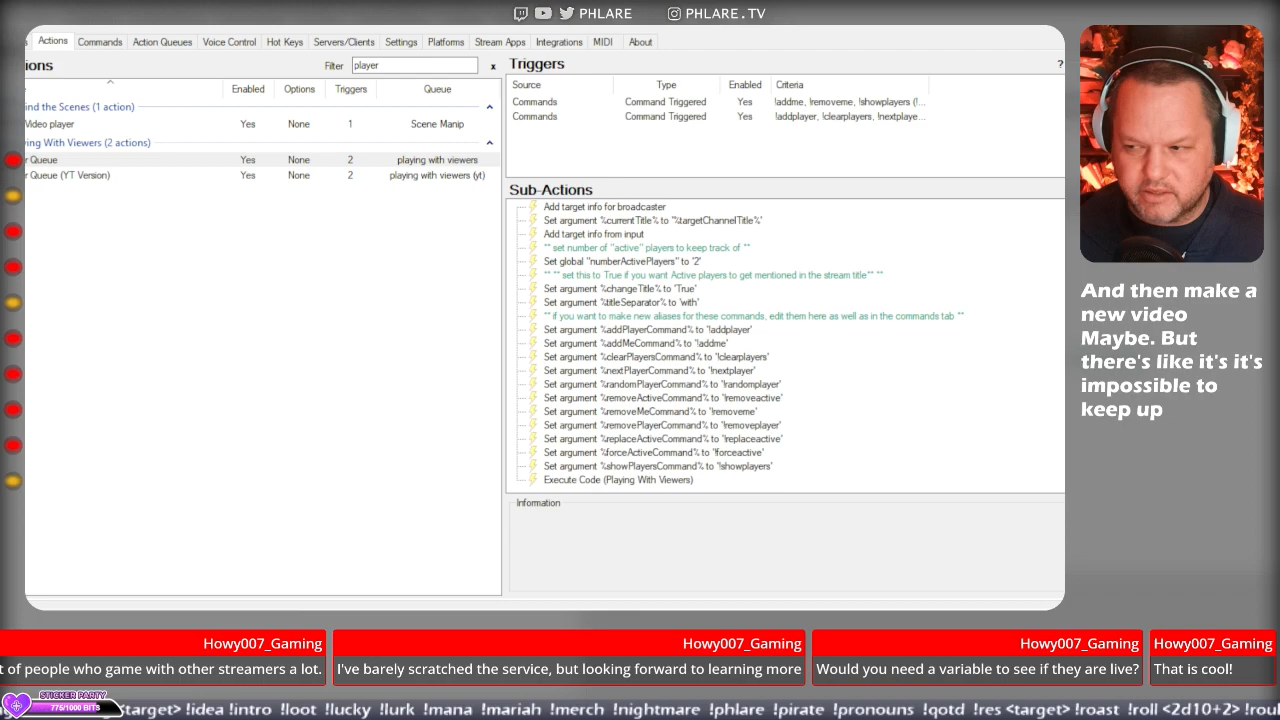 PHLARE PHLARE.TV
s Actions Commands Action Queues Voice Control Hot Keys Servers/Clients Settings Platforms Stream Apps Integrations MIDI About
ions Filter player x
Enabled Options Triggers Queue
ind the Scenes (1 action)
Video player Yes None 1 Scene Manip
ying With Viewers (2 actions)
r Queue Yes None 2 playing with viewers
r Queue (YT Version) Yes None 2 playing with viewers (yt)
Triggers ?
Source Type Enabled Criteria
Commands Command Triggered Yes !addme, !removeme, !showplayers (!...
Commands Command Triggered Yes !addplayer, !clearplayers, !nextplaye...
Sub-Actions
Add target info for broadcaster
Set argument %currentTitle% to '%targetChannelTitle%'
Add target info from input
** set number of "active" players to keep track of **
Set global "numberActivePlayers" to '2'
** ** set this to True if you want Active players to get mentioned in the stream title** **
Set argument %changeTitle% to 'True'
Set argument %titleSeparator% to 'with'
** if you want to make new aliases for these commands, edit them here as well as in the commands tab **
Set argument %addPlayerCommand% to '!addplayer'
Set argument %addMeCommand% to '!addme'
Set argument %clearPlayersCommand% to '!clearplayers'
Set argument %nextPlayerCommand% to '!nextplayer'
Set argument %randomPlayerCommand% to '!randomplayer'
Set argument %removeActiveCommand% to '!removeactive'
Set argument %removeMeCommand% to '!removeme'
Set argument %removePlayerCommand% to '!removeplayer'
Set argument %replaceActiveCommand% to '!replaceactive'
Set argument %forceActiveCommand% to '!forceactive'
Set argument %showPlayersCommand% to '!showplayers'
Execute Code (Playing With Viewers)
Information
And then make a
new video
Maybe. But
there's like it's it's
impossible to
keep up
Howy007_Gaming Howy007_Gaming Howy007_Gaming Howy007_Gaming
t of people who game with other streamers a lot. I've barely scratched the service, but looking forward to learning more Would you need a variable to see if they are live? That is cool!
STICKER PARTY
775/1000 BITS
<target> !idea !intro !loot !lucky !lurk !mana !mariah !merch !nightmare !phlare !pirate !pronouns !qotd !res <target> !roast !roll <2d10+2> !rou